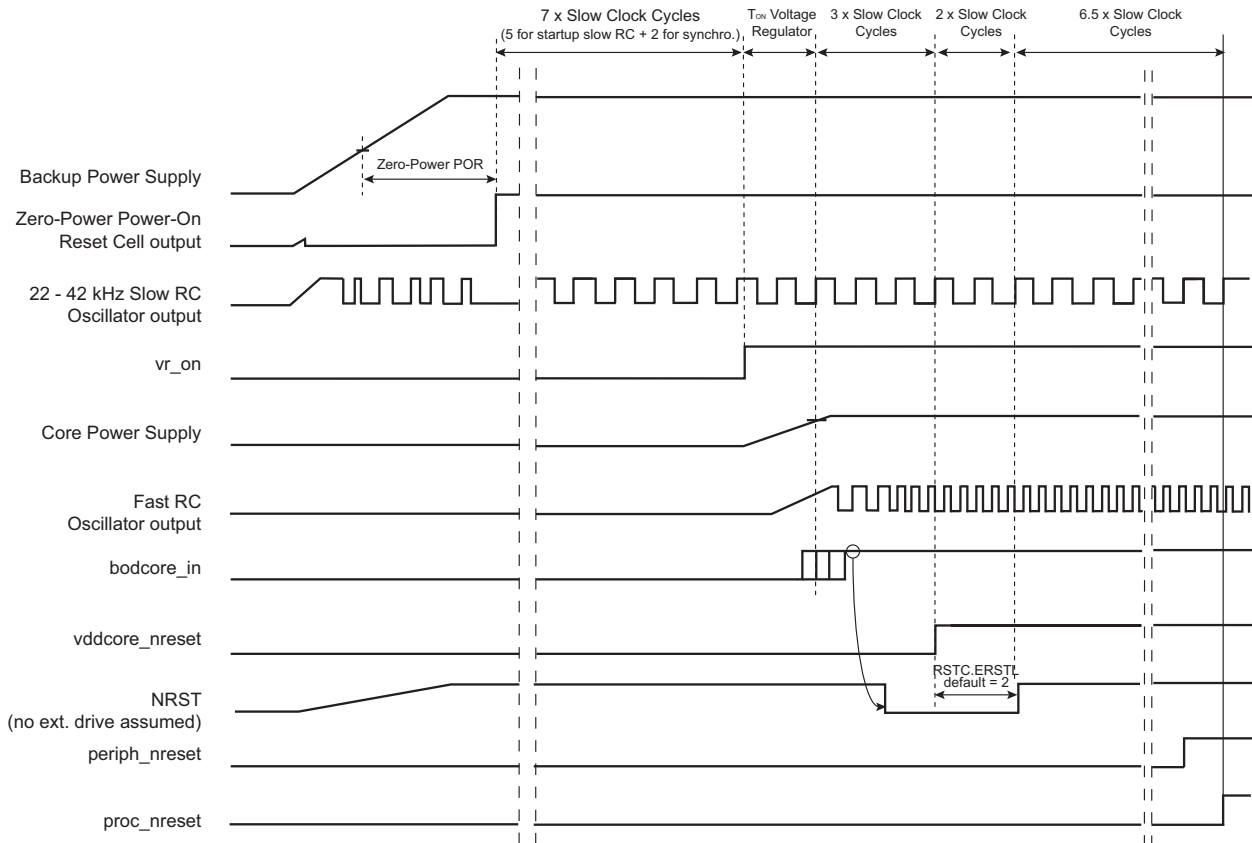 7 x Slow Clock Cycles
(5 for startup slow RC + 2 for synchro.)
TON Voltage
Regulator
3 x Slow Clock
Cycles
2 x Slow Clock
Cycles
6.5 x Slow Clock
Cycles
Zero-Power POR
Backup Power Supply
Zero-Power Power-On
Reset Cell output
22 - 42 kHz Slow RC
Oscillator output
vr_on
Core Power Supply
Fast RC
Oscillator output
bodcore_in
vddcore_nreset
RSTC.ERSTL
default = 2
NRST
(no ext. drive assumed)
periph_nreset
proc_nreset